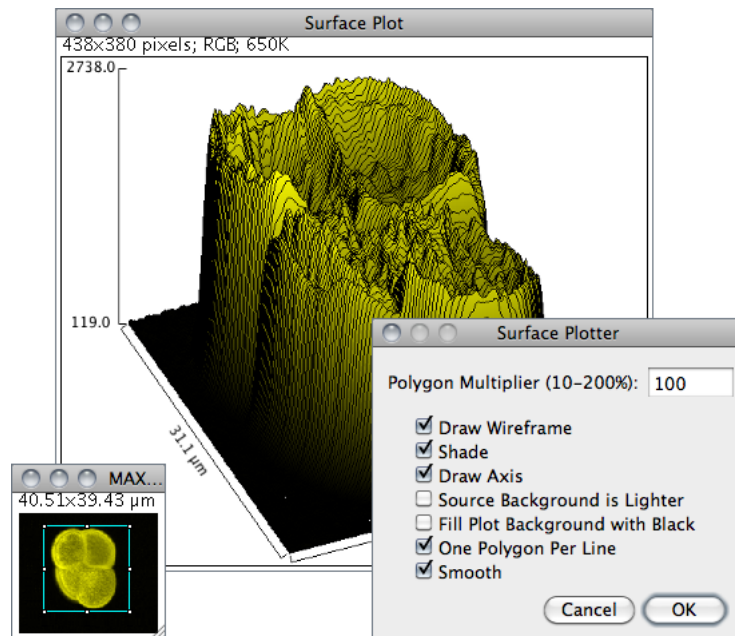 Surface Plot
438x380 pixels; RGB; 650K
2738.0
119.0
31.1 µm
MAX...
40.51x39.43 µm
Surface Plotter
Polygon Multiplier (10-200%): 100
Draw Wireframe
Shade
Draw Axis
Source Background is Lighter
Fill Plot Background with Black
One Polygon Per Line
Smooth
Cancel OK